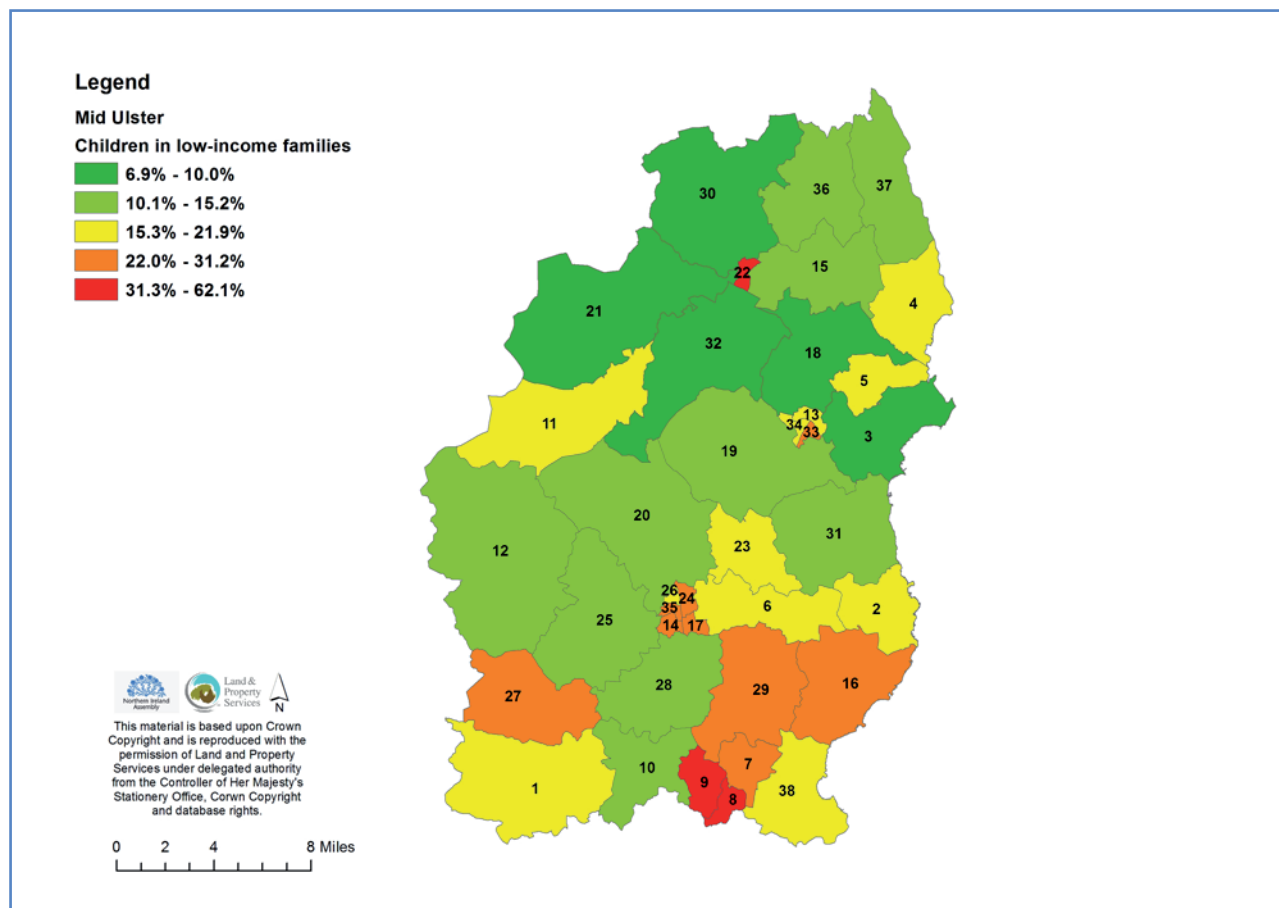 Legend
Mid Ulster
Children in low-income families
6.9% - 10.0%
10.1% - 15.2%
15.3% - 21.9%
22.0% - 31.2%
31.3% - 62.1%
30
36
37
22
15
4
21
32
18
5
11
13
34
33
3
19
20
31
12
23
26
24
35
6
2
25
14
17
28
29
16
27
10
7
9
8
38
1
Northern Ireland
Assembly
Land &
Property
Services
N
This material is based upon Crown
Copyright and is reproduced with the
permission of Land and Property
Services under delegated authority
from the Controller of Her Majesty's
Stationery Office, Corwn Copyright
and database rights.
0 2 4 8 Miles